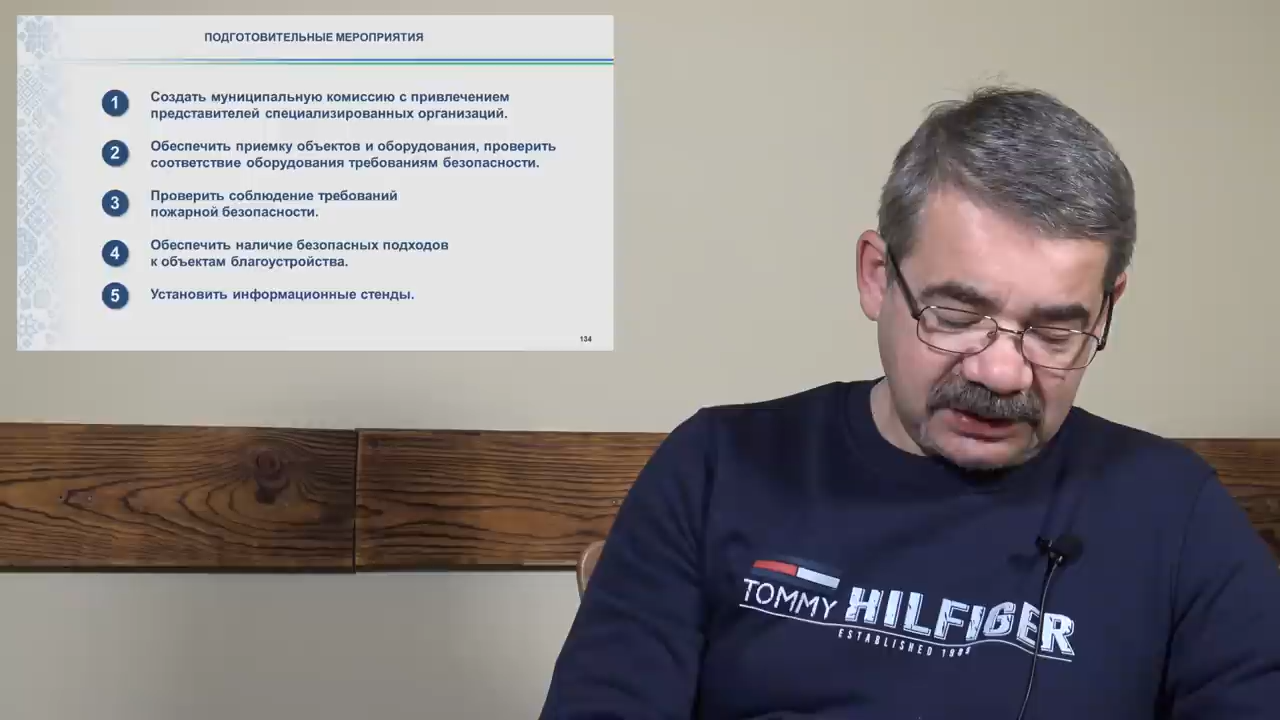 ПОДГОТОВИТЕЛЬНЫЕ МЕРОПРИЯТИЯ
1
Создать муниципальную комиссию с привлечением
представителей специализированных организаций.
2
Обеспечить приемку объектов и оборудования, проверить
соответствие оборудования требованиям безопасности.
3
Проверить соблюдение требований
пожарной безопасности.
4
Обеспечить наличие безопасных подходов
к объектам благоустройства.
5
Установить информационные стенды.
134
TOMMY HILFIGER
ESTABLISHED 1985